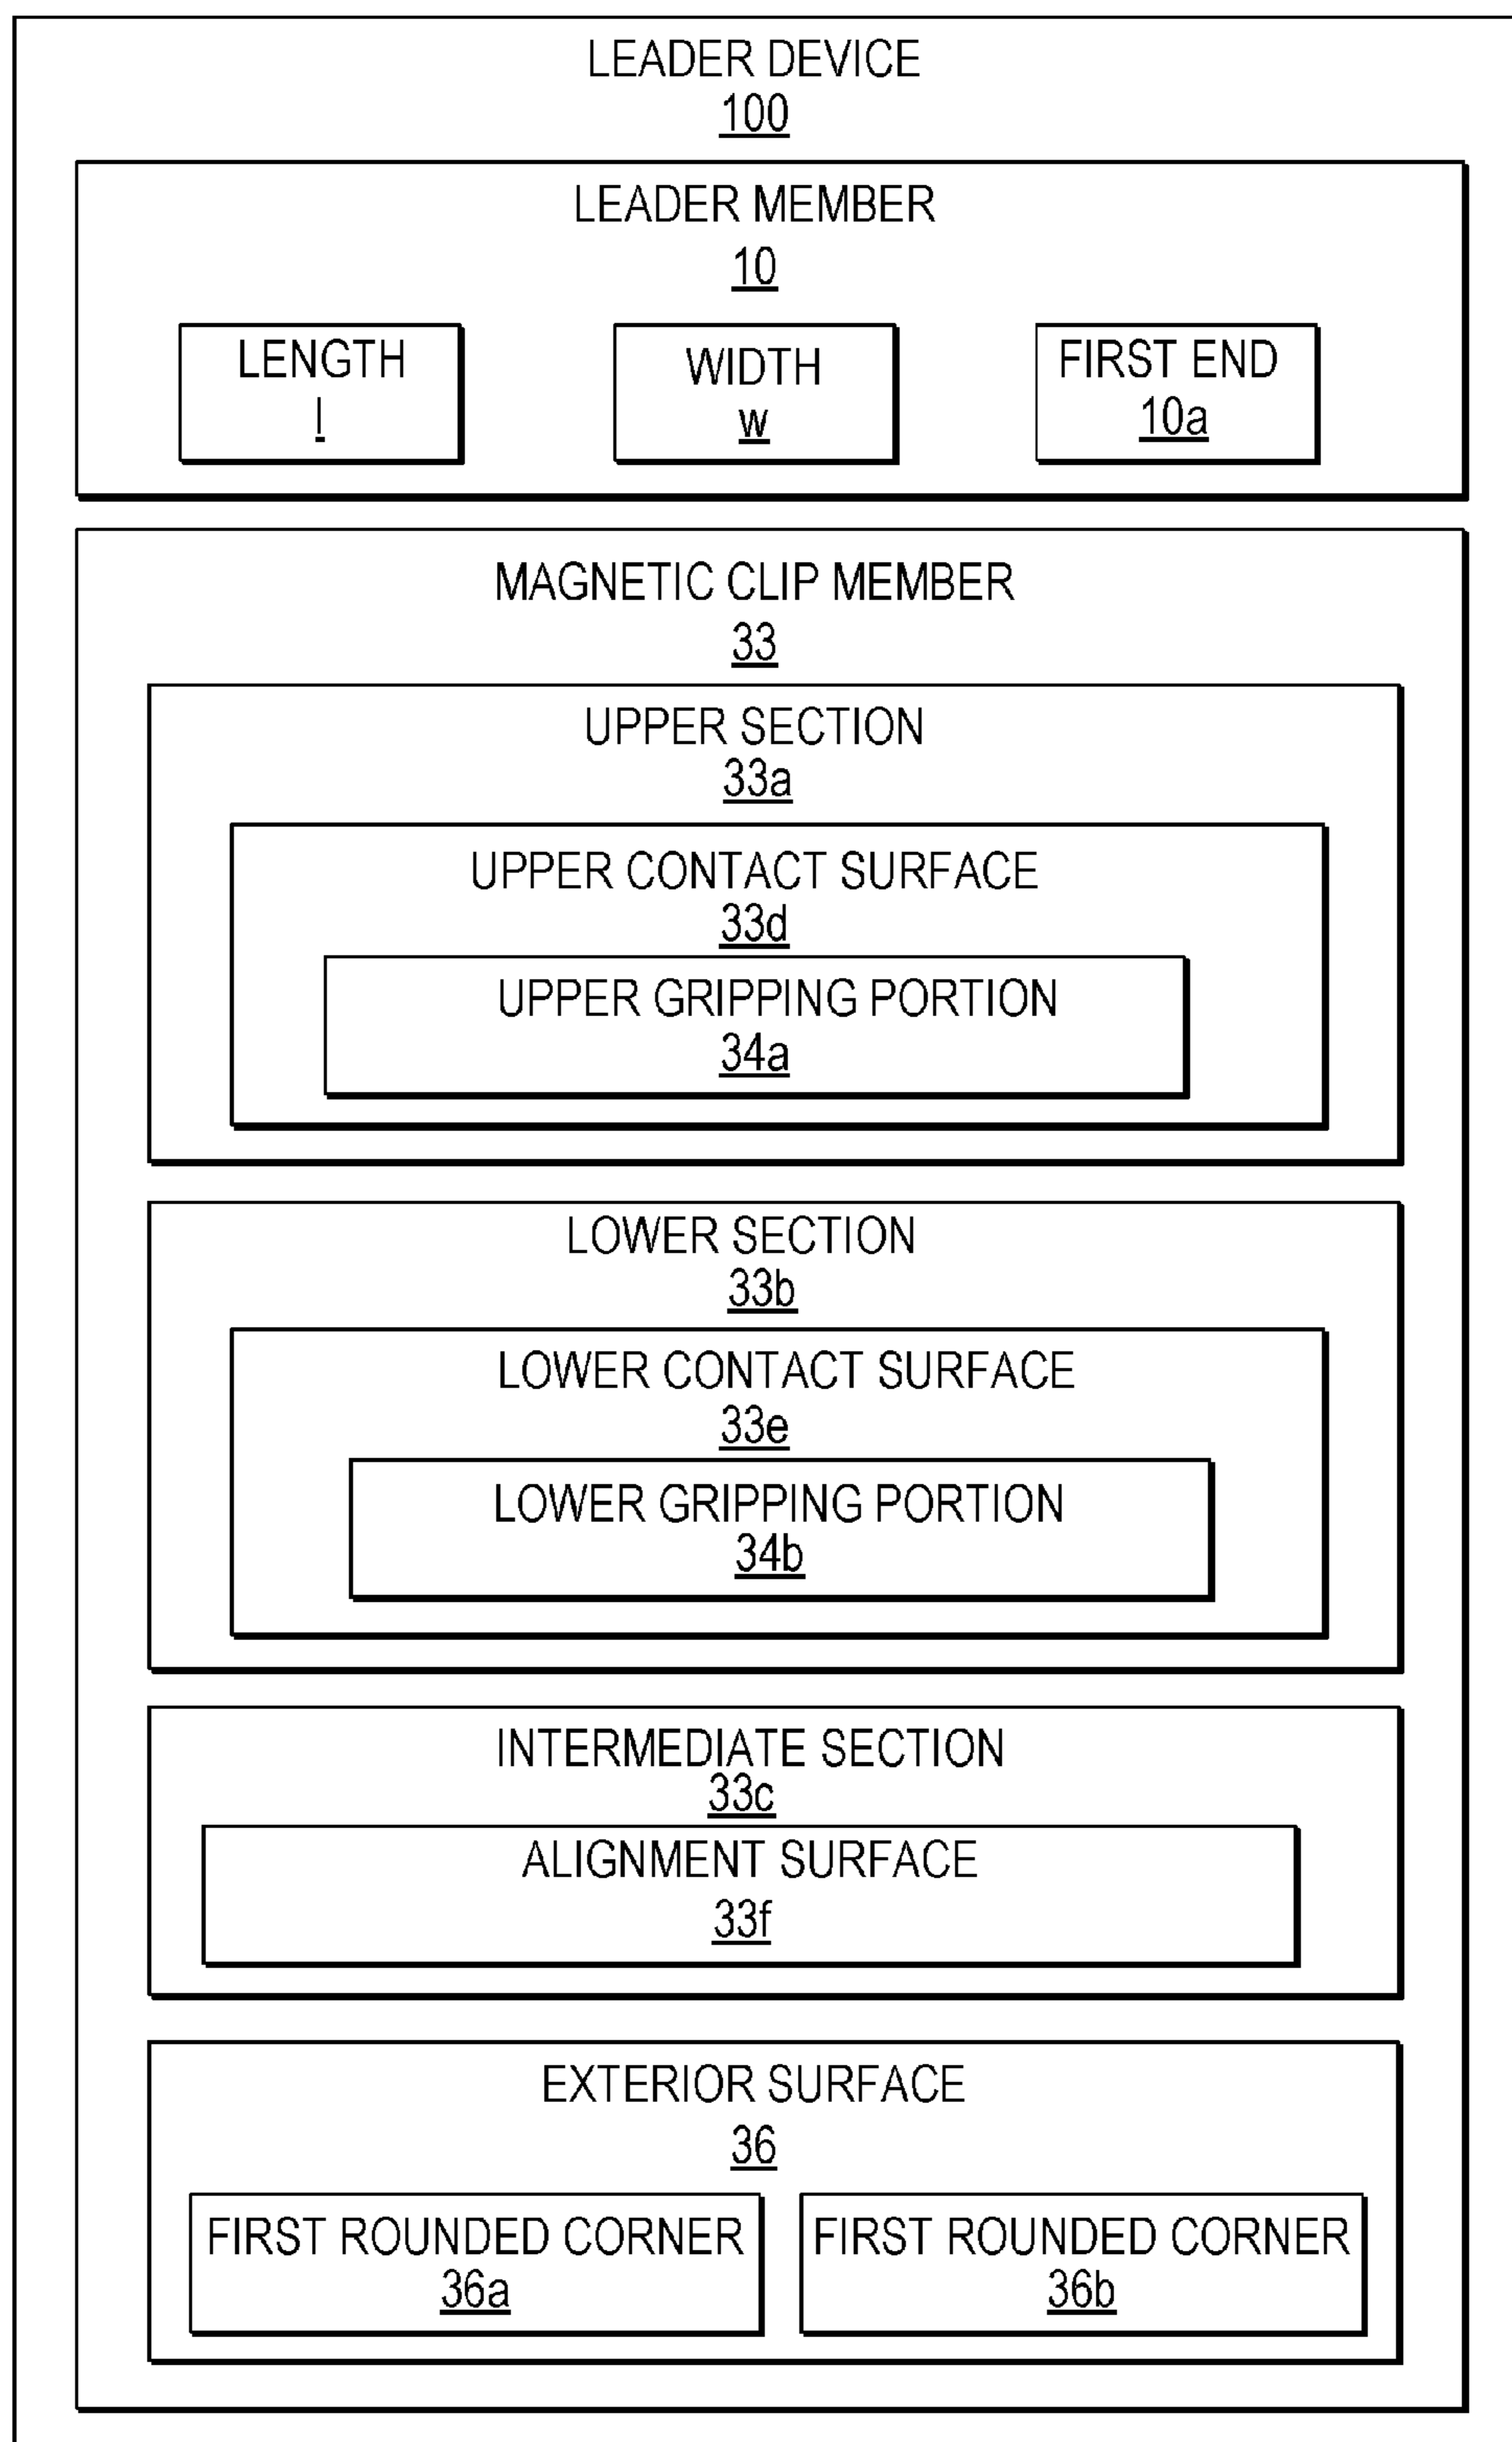 LEADER DEVICE
100
LEADER MEMBER
10
LENGTH
l
WIDTH
w
FIRST END
10a
MAGNETIC CLIP MEMBER
33
UPPER SECTION
33a
UPPER CONTACT SURFACE
33d
UPPER GRIPPING PORTION
34a
LOWER SECTION
33b
LOWER CONTACT SURFACE
33e
LOWER GRIPPING PORTION
34b
INTERMEDIATE SECTION
33c
ALIGNMENT SURFACE
33f
EXTERIOR SURFACE
36
FIRST ROUNDED CORNER
36a
FIRST ROUNDED CORNER
36b